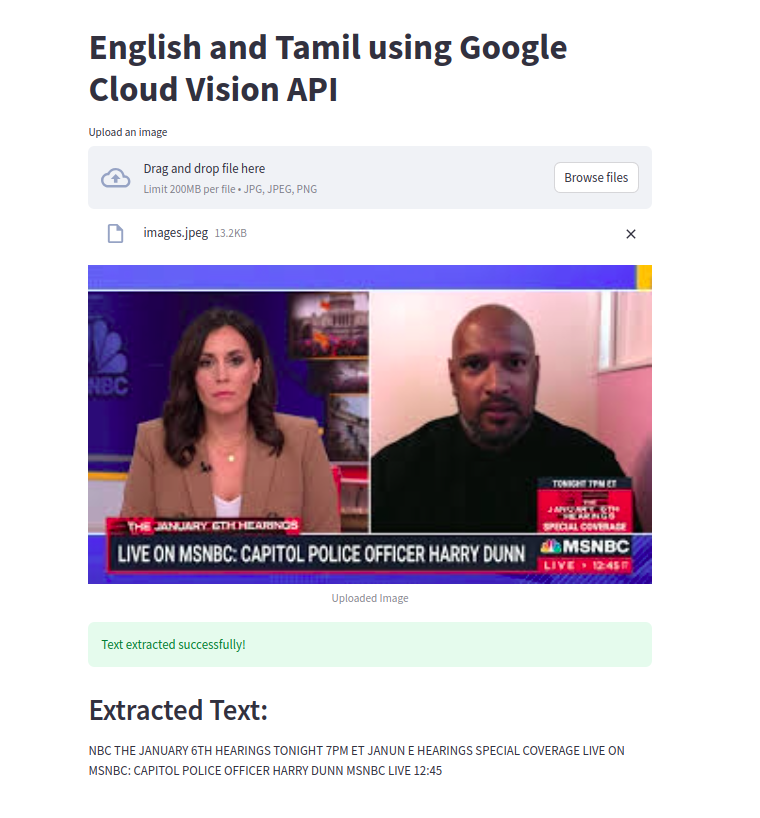 English and Tamil using Google
Cloud Vision API
Upload an image
Drag and drop file here
Limit 200MB per file • JPG, JPEG, PNG
Browse files
images.jpeg 13.2KB
NBC
THE JANUARY 6TH HEARINGS
LIVE ON MSNBC: CAPITOL POLICE OFFICER HARRY DUNN
TONIGHT 7PM ET
THE
JANUARY 6TH
HEARINGS
SPECIAL COVERAGE
MSNBC
LIVE • 12:45
Uploaded Image
Text extracted successfully!
Extracted Text:
NBC THE JANUARY 6TH HEARINGS TONIGHT 7PM ET JANUN E HEARINGS SPECIAL COVERAGE LIVE ON
MSNBC: CAPITOL POLICE OFFICER HARRY DUNN MSNBC LIVE 12:45